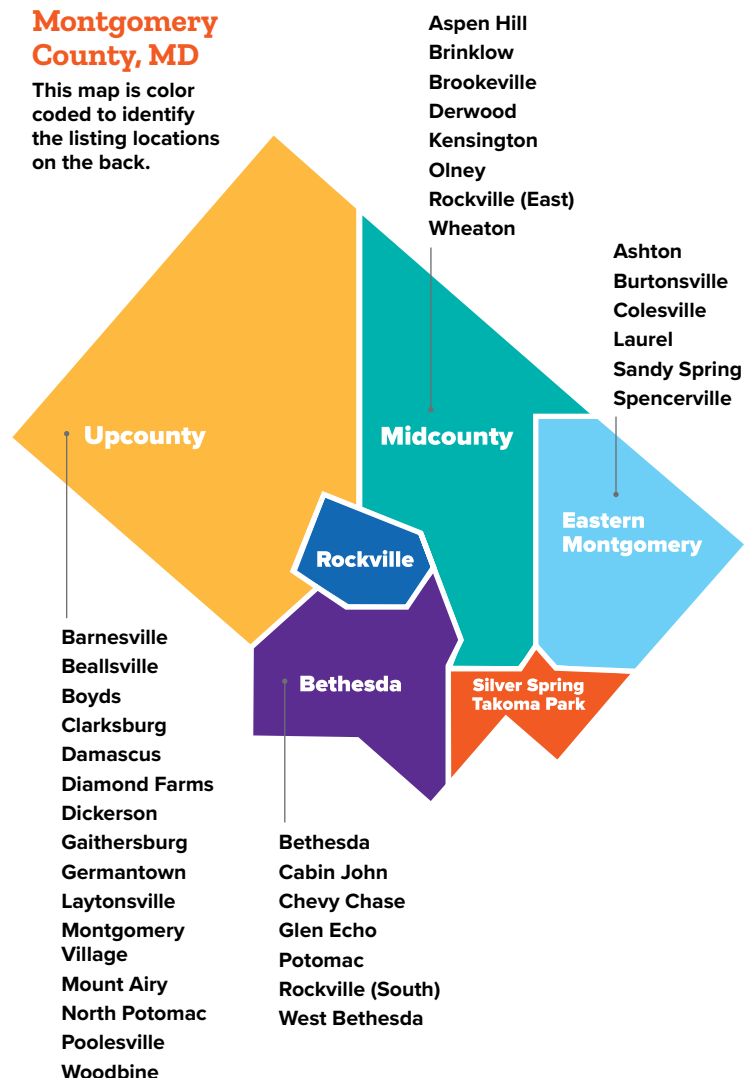 Montgomery
County, MD
This map is color
coded to identify
the listing locations
on the back.
Aspen Hill
Brinklow
Brookeville
Derwood
Kensington
Olney
Rockville (East)
Wheaton
Ashton
Burtonsville
Colesville
Laurel
Sandy Spring
Spencerville
Upcounty
Midcounty
Eastern
Montgomery
Rockville
Bethesda
Silver Spring
Takoma Park
Barnesville
Beallsville
Boyds
Clarksburg
Damascus
Diamond Farms
Dickerson
Gaithersburg
Germantown
Laytonsville
Montgomery
Village
Mount Airy
North Potomac
Poolesville
Woodbine
Bethesda
Cabin John
Chevy Chase
Glen Echo
Potomac
Rockville (South)
West Bethesda